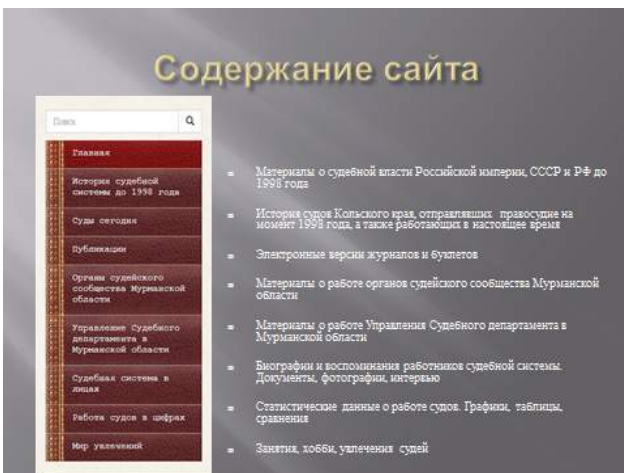 Содержание сайта
Поиск
Главная
История судебной
системы до 1998 года
Суды сегодня
Публикации
Органы судейского
сообщества Мурманской
области
Управление Судебного
департамента в
Мурманской области
Судебная система в
лицах
Работа судов в цифрах
Мир увлечений
Материалы о судебной власти Российской империи, СССР и РФ до
1998 года
История судов Кольского края, отправлявших правосудие на
момент 1998 года, а также работающих в настоящее время
Электронные версии журналов и буклетов
Материалы о работе органов судейского сообщества Мурманской
области
Материалы о работе Управления Судебного департамента в
Мурманской области
Биографии и воспоминания работников судебной системы.
Документы, фотографии, интервью
Статистические данные о работе судов. Графики, таблицы,
сравнения
Занятия, хобби, увлечения судей